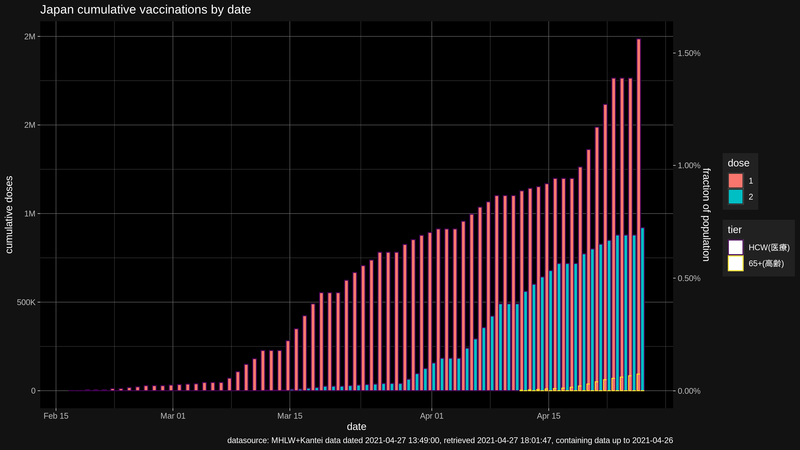 Japan cumulative vaccinations by date
cumulative doses
2M
2M
1M
500K
0
1.50%
1.00%
0.50%
0.00%
fraction of population
Feb 15
Mar 01
Mar 15
Apr 01
Apr 15
date
dose
1
2
tier
HCW(医療)
65+(高齢)
datasource: MHLW+Kantei data dated 2021-04-27 13:49:00, retrieved 2021-04-27 18:01:47, containing data up to 2021-04-26